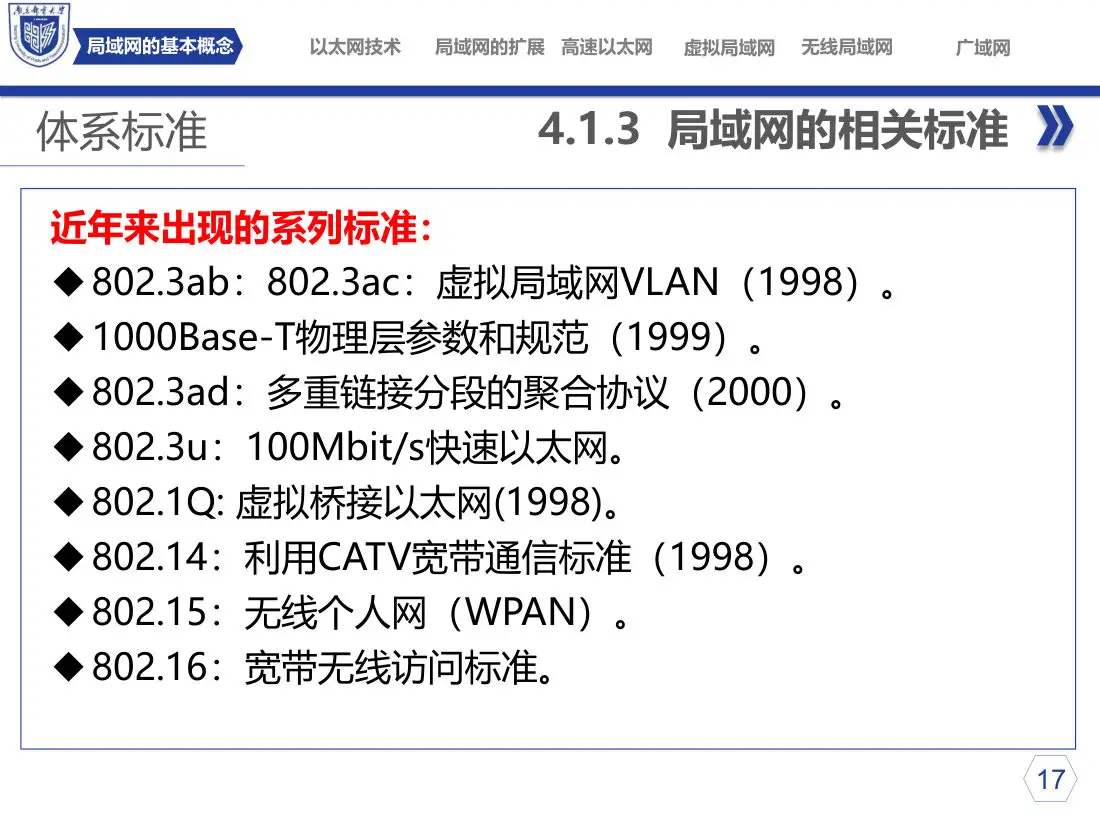 南京邮电大学
局域网的基本概念 以太网技术 局域网的扩展 高速以太网 虚拟局域网 无线局域网 广域网
体系标准
4.1.3 局域网的相关标准
近年来出现的系列标准：
◆802.3ab：802.3ac：虚拟局域网VLAN（1998）。
◆1000Base-T物理层参数和规范（1999）。
◆802.3ad：多重链接分段的聚合协议（2000）。
◆802.3u：100Mbit/s快速以太网。
◆802.1Q: 虚拟桥接以太网(1998)。
◆802.14：利用CATV宽带通信标准（1998）。
◆802.15：无线个人网（WPAN）。
◆802.16：宽带无线访问标准。
17